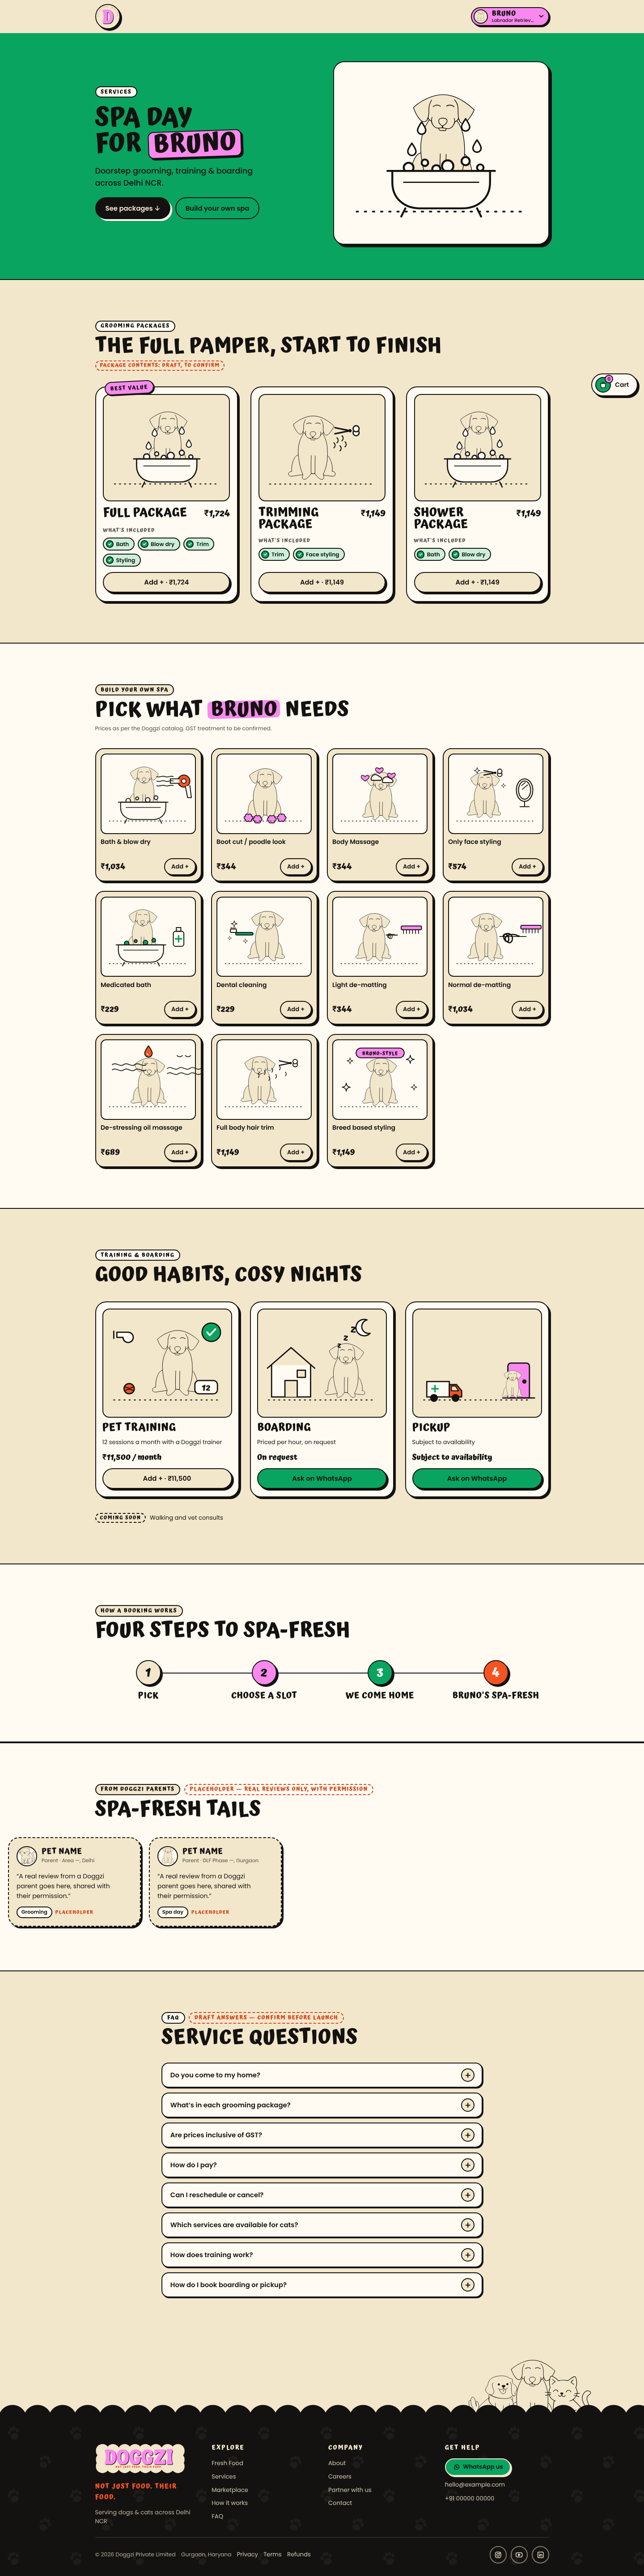 D
BRUNO
Labrador Retriev...
SERVICES
SPA DAY
FOR BRUNO
Doorstep grooming, training & boarding
across Delhi NCR.
See packages ↓
Build your own spa
GROOMING PACKAGES
THE FULL PAMPER, START TO FINISH
PACKAGE CONTENTS: DRAFT, TO CONFIRM
Cart
BEST VALUE
FULL PACKAGE ₹1,724
WHAT'S INCLUDED
Bath Blow dry Trim
Styling
Add + · ₹1,724
TRIMMING
PACKAGE ₹1,149
WHAT'S INCLUDED
Trim Face styling
Add + · ₹1,149
SHOWER
PACKAGE ₹1,149
WHAT'S INCLUDED
Bath Blow dry
Add + · ₹1,149
BUILD YOUR OWN SPA
PICK WHAT BRUNO NEEDS
Prices as per the Doggzi catalog. GST treatment to be confirmed.
Bath & blow dry
₹1,034 Add +
Boot cut / poodle look
₹344 Add +
Body Massage
₹344 Add +
Only face styling
₹574 Add +
Medicated bath
₹229 Add +
Dental cleaning
₹229 Add +
Light de-matting
₹344 Add +
Normal de-matting
₹1,034 Add +
De-stressing oil massage
₹689 Add +
Full body hair trim
₹1,149 Add +
BRUNO-STYLE
Breed based styling
₹1,149 Add +
TRAINING & BOARDING
GOOD HABITS, COSY NIGHTS
12
PET TRAINING
12 sessions a month with a Doggzi trainer
₹11,500 / month
Add + · ₹11,500
z
z
BOARDING
Priced per hour, on request
On request
Ask on WhatsApp
PICKUP
Subject to availability
Subject to availability
Ask on WhatsApp
COMING SOON Walking and vet consults
HOW A BOOKING WORKS
FOUR STEPS TO SPA-FRESH
1
PICK
2
CHOOSE A SLOT
3
WE COME HOME
4
BRUNO'S SPA-FRESH
FROM DOGGZI PARENTS PLACEHOLDER — REAL REVIEWS ONLY, WITH PERMISSION
SPA-FRESH TAILS
PET NAME
Parent · Area —, Delhi
"A real review from a Doggzi
parent goes here, shared with
their permission."
Grooming PLACEHOLDER
PET NAME
Parent · DLF Phase —, Gurgaon
"A real review from a Doggzi
parent goes here, shared with
their permission."
Spa day PLACEHOLDER
FAQ DRAFT ANSWERS — CONFIRM BEFORE LAUNCH
SERVICE QUESTIONS
Do you come to my home?
What's in each grooming package?
Are prices inclusive of GST?
How do I pay?
Can I reschedule or cancel?
Which services are available for cats?
How does training work?
How do I book boarding or pickup?
DOGGZI
NOT JUST FOOD. THEIR FOOD.
NOT JUST FOOD. THEIR
FOOD.
Serving dogs & cats across Delhi
NCR
EXPLORE
Fresh Food
Services
Marketplace
How it works
FAQ
COMPANY
About
Careers
Partner with us
Contact
GET HELP
WhatsApp us
hello@example.com
+91 00000 00000
© 2026 Doggzi Private Limited Gurgaon, Haryana Privacy Terms Refunds